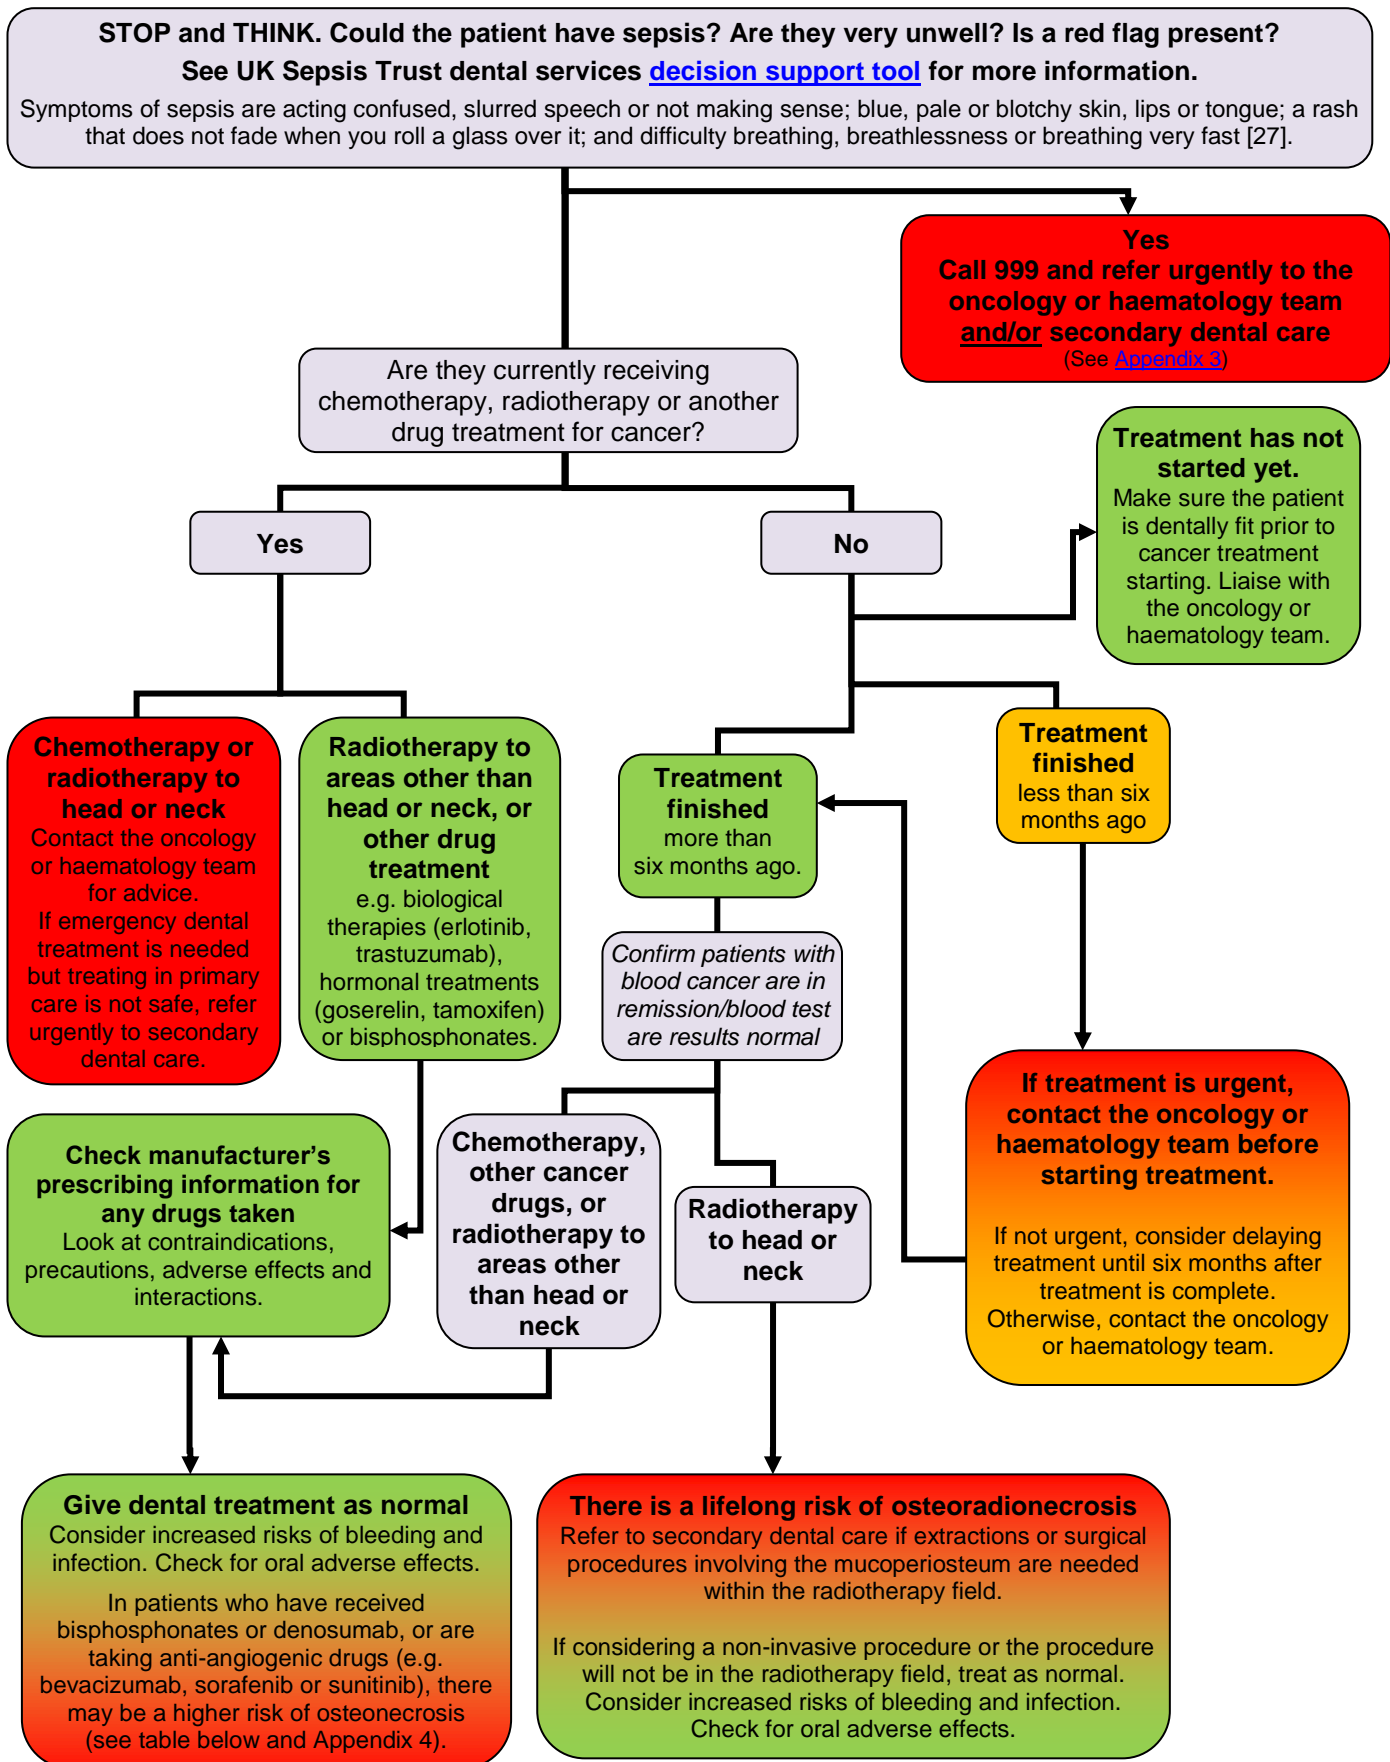 STOP and THINK. Could the patient have sepsis? Are they very unwell? Is a red flag present?
See UK Sepsis Trust dental services decision support tool for more information.
Symptoms of sepsis are acting confused, slurred speech or not making sense; blue, pale or blotchy skin, lips or tongue; a rash
that does not fade when you roll a glass over it; and difficulty breathing, breathlessness or breathing very fast [27].
Yes
Call 999 and refer urgently to the
oncology or haematology team
and/or secondary dental care
(See Appendix 3)
Are they currently receiving
chemotherapy, radiotherapy or another
drug treatment for cancer?
Treatment has not
started yet.
Make sure the patient
is dentally fit prior to
cancer treatment
starting. Liaise with
the oncology or
haematology team.
Yes
No
Chemotherapy or
radiotherapy to
head or neck
Contact the oncology
or haematology team
for advice.
If emergency dental
treatment is needed
but treating in primary
care is not safe, refer
urgently to secondary
dental care.
Radiotherapy to
areas other than
head or neck, or
other drug
treatment
e.g. biological
therapies (erlotinib,
trastuzumab),
hormonal treatments
(goserelin, tamoxifen)
or bisphosphonates.
Treatment
finished
more than
six months ago.
Treatment
finished
less than six
months ago
Confirm patients with
blood cancer are in
remission/blood test
are results normal
If treatment is urgent,
contact the oncology or
haematology team before
starting treatment.
If not urgent, consider delaying
treatment until six months after
treatment is complete.
Otherwise, contact the oncology
or haematology team.
Check manufacturer's
prescribing information for
any drugs taken
Look at contraindications,
precautions, adverse effects and
interactions.
Chemotherapy,
other cancer
drugs, or
radiotherapy to
areas other
than head or
neck
Radiotherapy
to head or
neck
Give dental treatment as normal
Consider increased risks of bleeding and
infection. Check for oral adverse effects.
In patients who have received
bisphosphonates or denosumab, or are
taking anti-angiogenic drugs (e.g.
bevacizumab, sorafenib or sunitinib), there
may be a higher risk of osteonecrosis
(see table below and Appendix 4).
There is a lifelong risk of osteoradionecrosis
Refer to secondary dental care if extractions or surgical
procedures involving the mucoperiosteum are needed
within the radiotherapy field.
If considering a non-invasive procedure or the procedure
will not be in the radiotherapy field, treat as normal.
Consider increased risks of bleeding and infection.
Check for oral adverse effects.